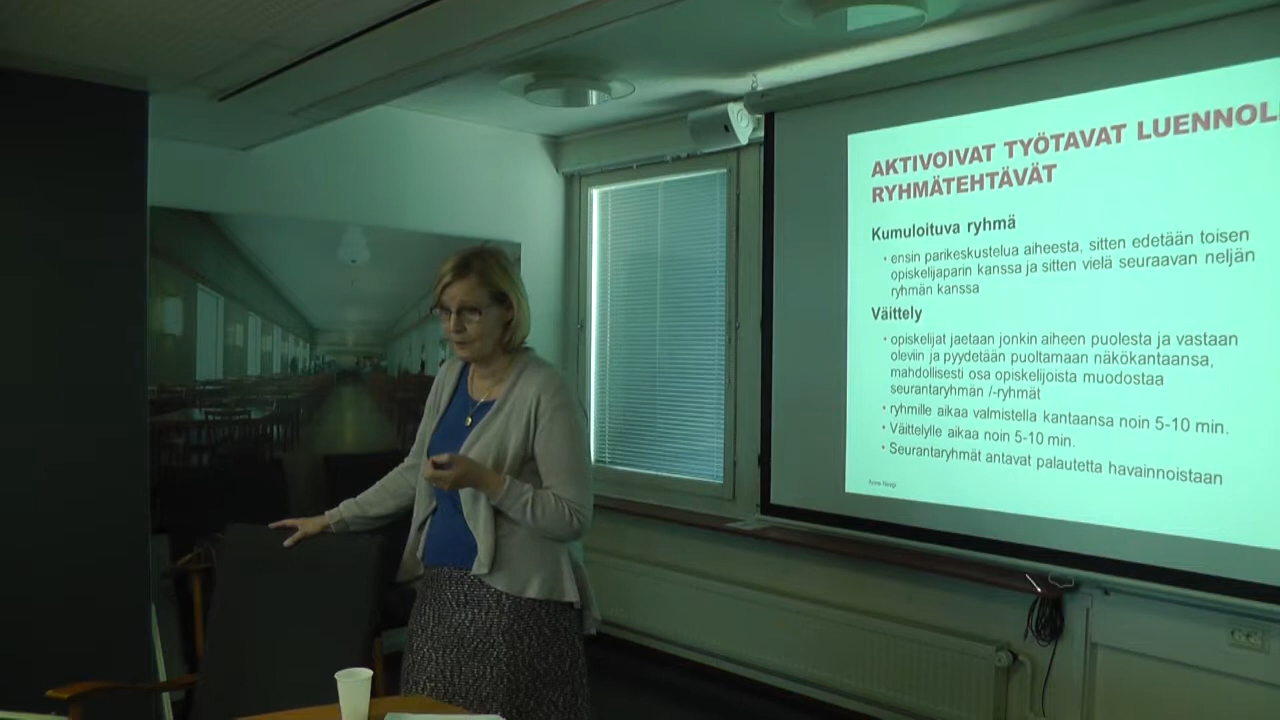 AKTIVOIVAT TYÖTAVAT
RYHMÄTEHTÄVÄT
Kumuloituva ryhmä
• ensin parikeskustelua aiheesta, sitten edetään toisen
opiskelijaparin kanssa ja sitten vielä seuraavan neljän
ryhmän kanssa
Väittely
• opiskelijat jaetaan jonkin aiheen puolesta ja vastaan
oleviin ja pyydetään puoltamaan näkökantaansa,
mahdollisesti osa opiskelijoista muodostaa
seurantaryhmän /-ryhmät
• ryhmille aikaa valmistella kantaansa noin 5-10 min.
• Väittelylle aikaa noin 5-10 min.
• Seurantaryhmät antavat palautetta havainnoistaan